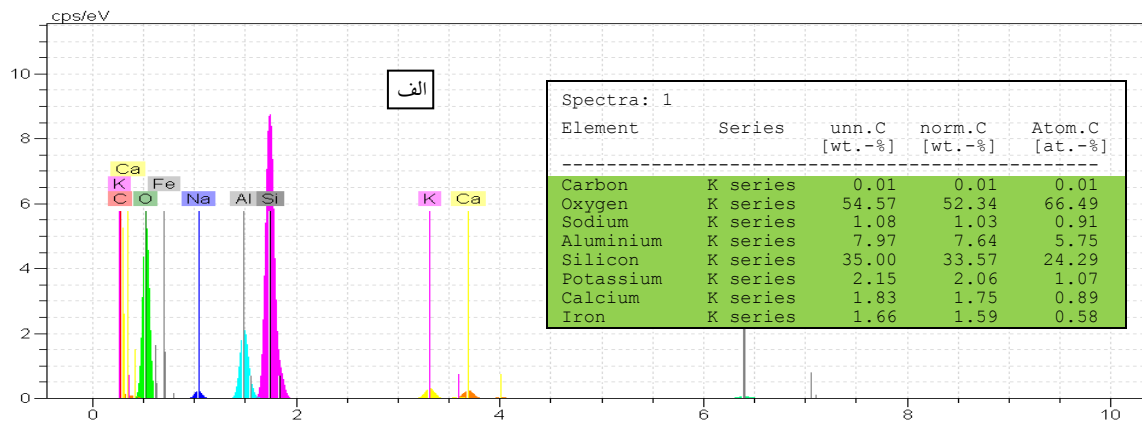 cps/eV
الف
10
8
6
4
2
0
Ca
K Fe
C O Na Al Si K Ca
0 2 4 6 8 10
Spectra: 1
Element Series unn.C norm.C Atom.C
[wt.-%] [wt.-%] [at.-%]
Carbon K series 0.01 0.01 0.01
Oxygen K series 54.57 52.34 66.49
Sodium K series 1.08 1.03 0.91
Aluminium K series 7.97 7.64 5.75
Silicon K series 35.00 33.57 24.29
Potassium K series 2.15 2.06 1.07
Calcium K series 1.83 1.75 0.89
Iron K series 1.66 1.59 0.58